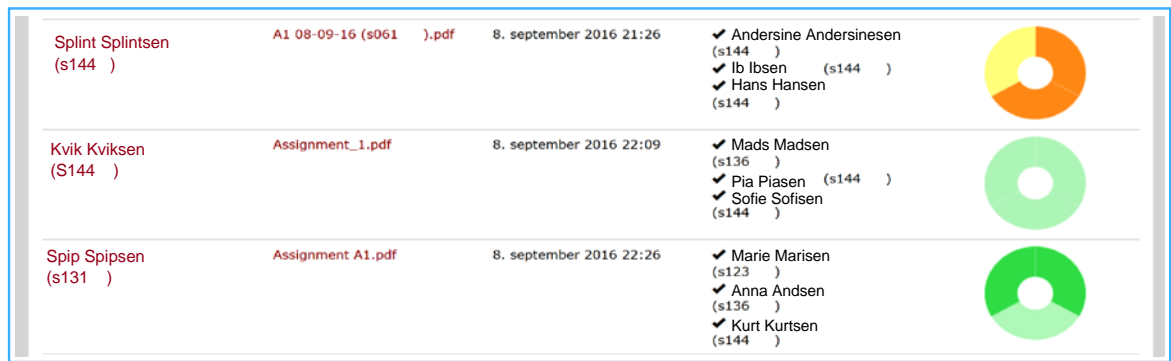 Splint Splintsen
(s144 )
A1 08-09-16 (s061 ).pdf
8. september 2016 21:26
✔ Andersine Andersinesen
(s144 )
✔ Ib Ibsen (s144 )
✔ Hans Hansen
(s144 )
Kvik Kviksen
(S144 )
Assignment_1.pdf
8. september 2016 22:09
✔ Mads Madsen
(s136 )
✔ Pia Piasen (s144 )
✔ Sofie Sofisen
(s144 )
Spip Spipsen
(s131 )
Assignment A1.pdf
8. september 2016 22:26
✔ Marie Marisen
(s123 )
✔ Anna Andsen
(s136 )
✔ Kurt Kurtsen
(s144 )